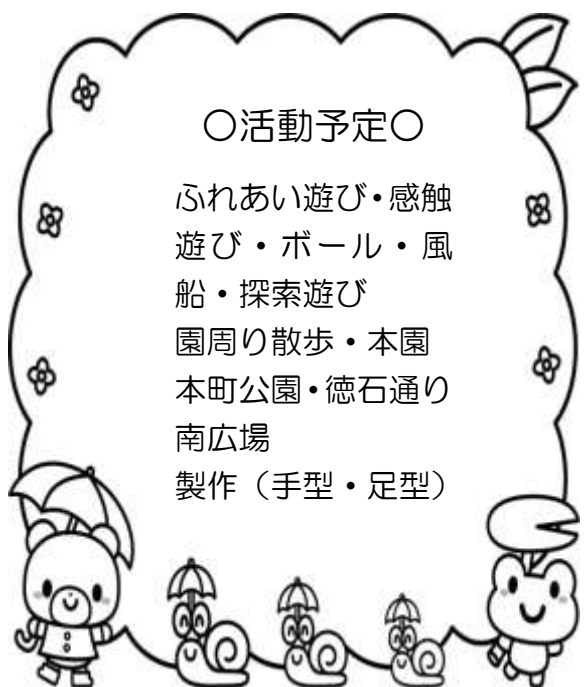 〇活動予定〇
ふれあい遊び・感触
遊び・ボール・風
船・探索遊び
園周り散歩・本園
本町公園・徳石通り
南広場
製作（手型・足型）